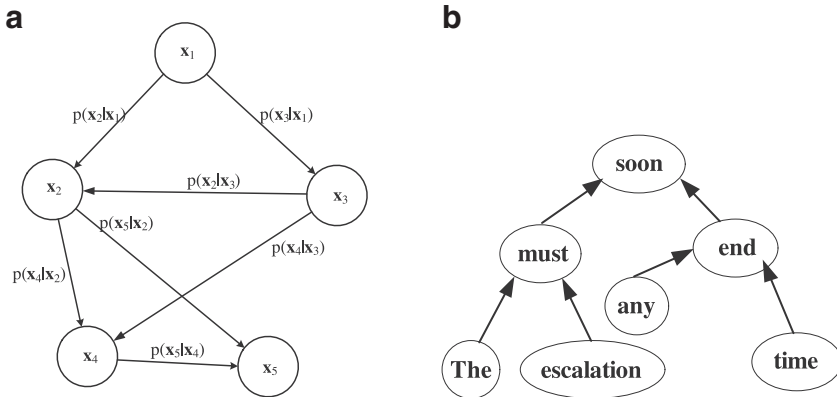 a
b
x1
p(x2|x1)
p(x3|x1)
x2
p(x2|x3)
x3
p(x5|x2)
p(x4|x3)
p(x4|x2)
x4
p(x5|x4)
x5
soon
must
end
any
The
escalation
time